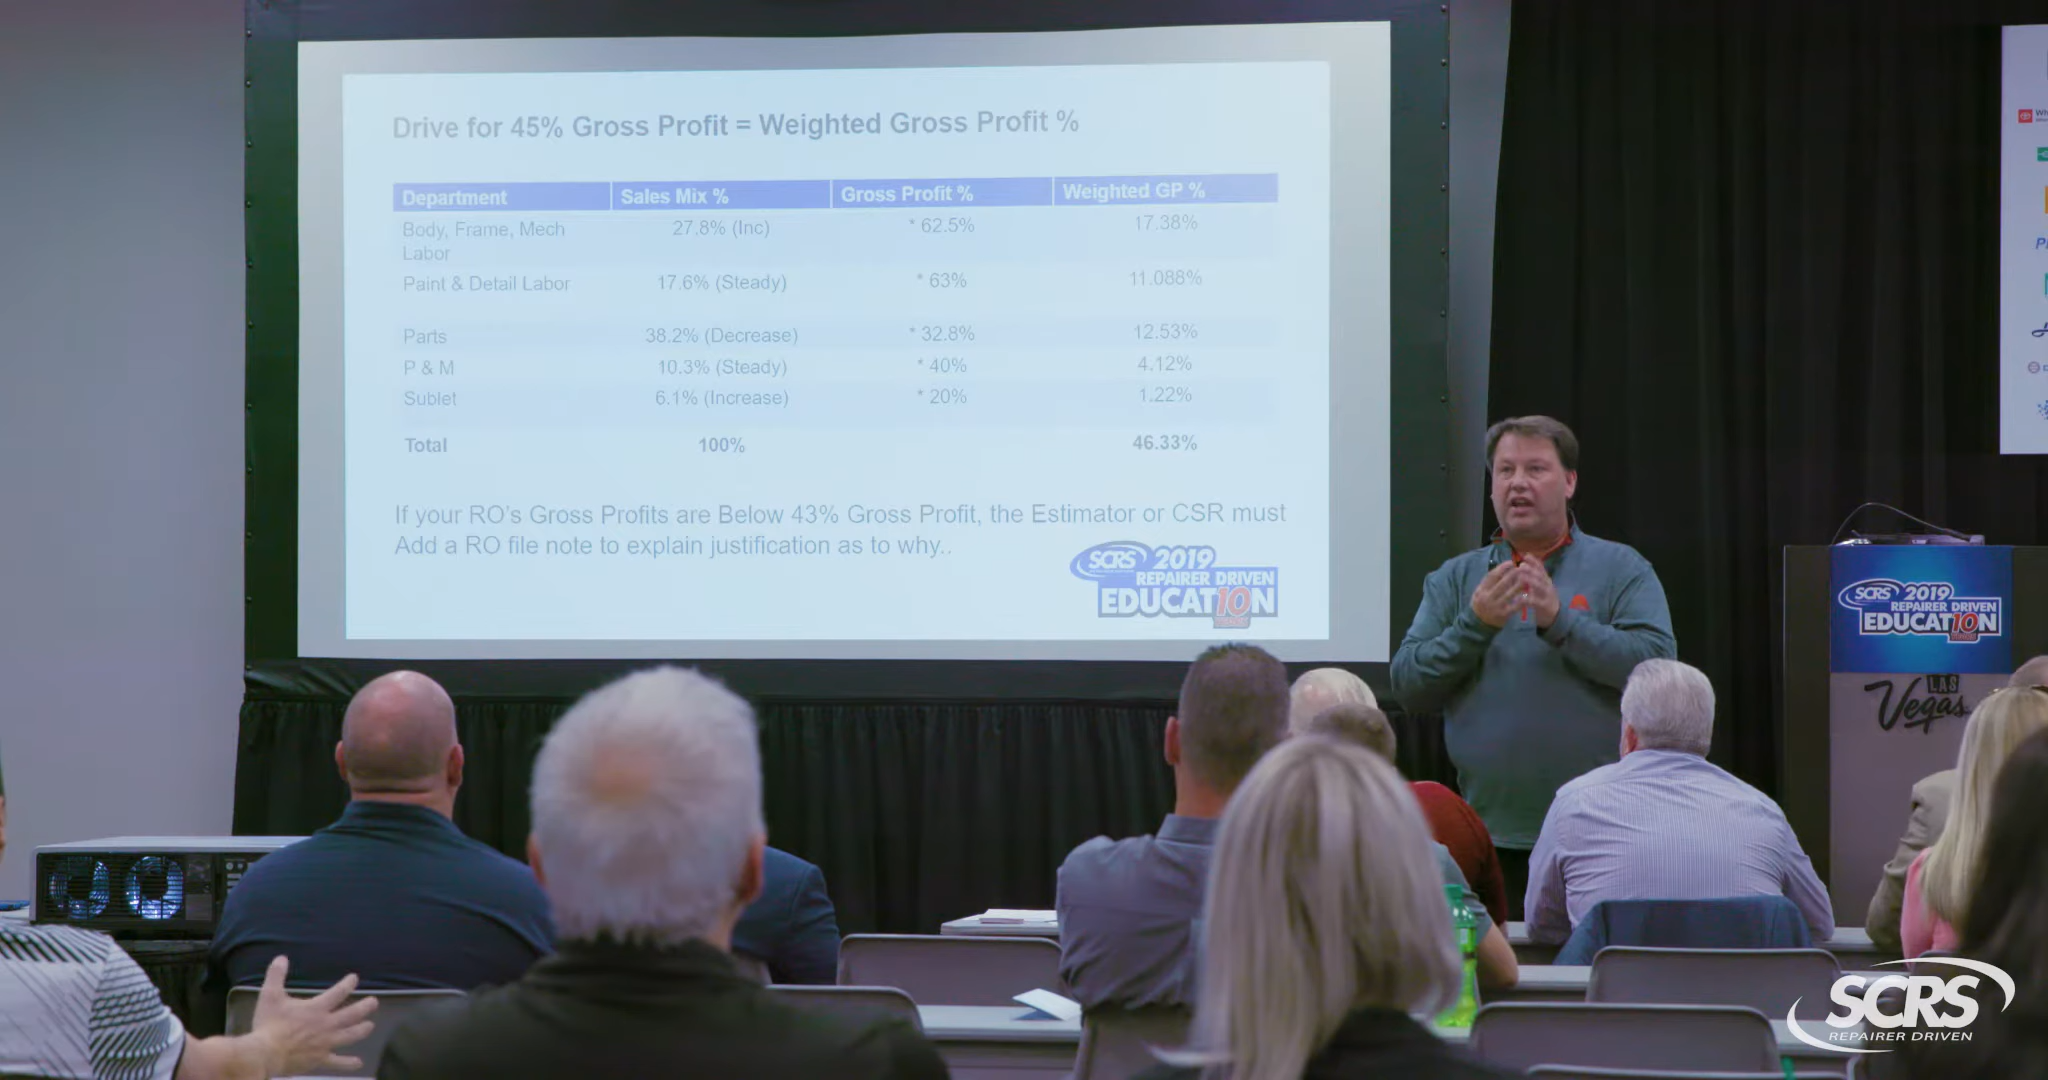 Drive for 45% Gross Profit = Weighted Gross Profit %
Department Sales Mix % Gross Profit % Weighted GP %
Body, Frame, Mech 27.8% (Inc) * 62.5% 17.38%
Labor
Paint & Detail Labor 17.6% (Steady) * 63% 11.088%
Parts 38.2% (Decrease) * 32.8% 12.53%
P & M 10.3% (Steady) * 40% 4.12%
Sublet 6.1% (Increase) * 20% 1.22%
Total 100% 46.33%
If your RO's Gross Profits are Below 43% Gross Profit, the Estimator or CSR must
Add a RO file note to explain justification as to why..
SCRS 2019
REPAIRER DRIVEN
EDUCAT10N
SCRS 2019
REPAIRER DRIVEN
EDUCAT10N
LAS
Vegas
SCRS
REPAIRER DRIVEN